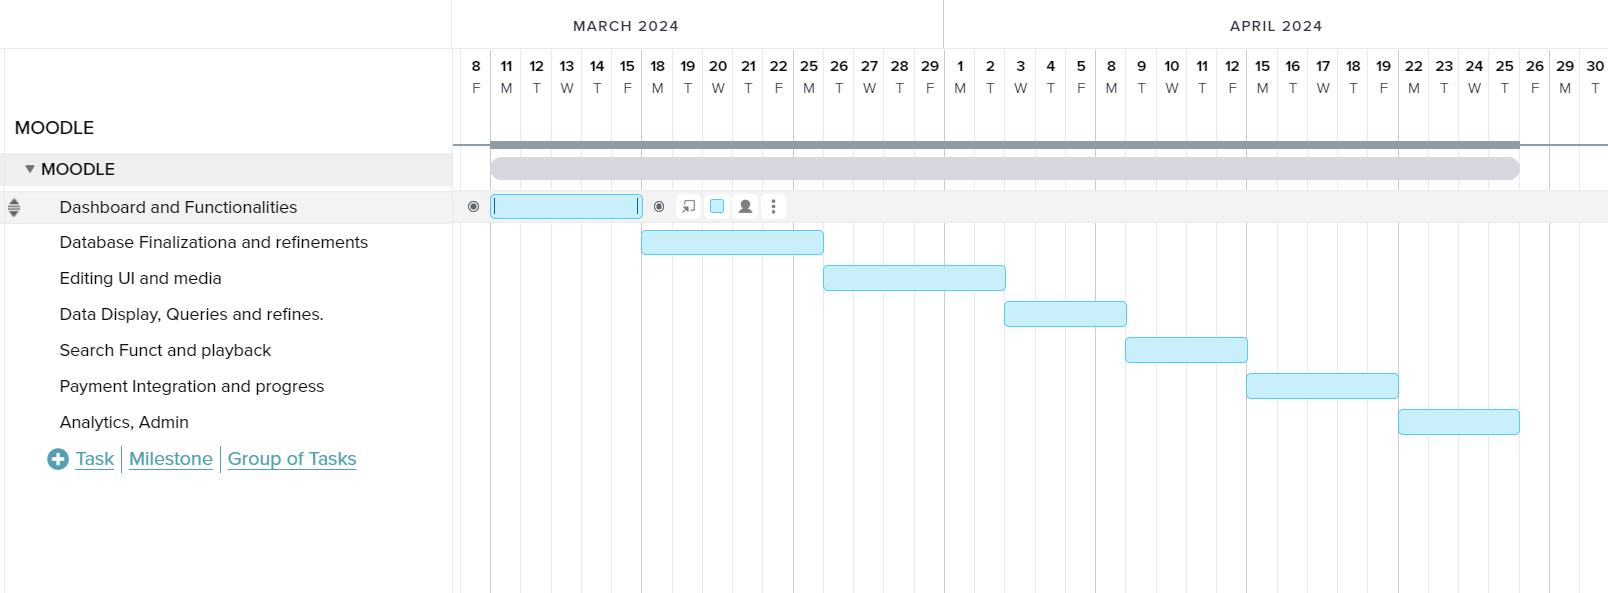 MARCH 2024 APRIL 2024
8 11 12 13 14 15 18 19 20 21 22 25 26 27 28 29 1 2 3 4 5 8 9 10 11 12 15 16 17 18 19 22 23 24 25 26 29 30
F M T W T F M T W T F M T W T F M T W T F M T W T F M T W T F M T W T F M T
MOODLE
MOODLE
Dashboard and Functionalities
Database Finalizationa and refinements
Editing UI and media
Data Display, Queries and refines.
Search Funct and playback
Payment Integration and progress
Analytics, Admin
Task Milestone Group of Tasks